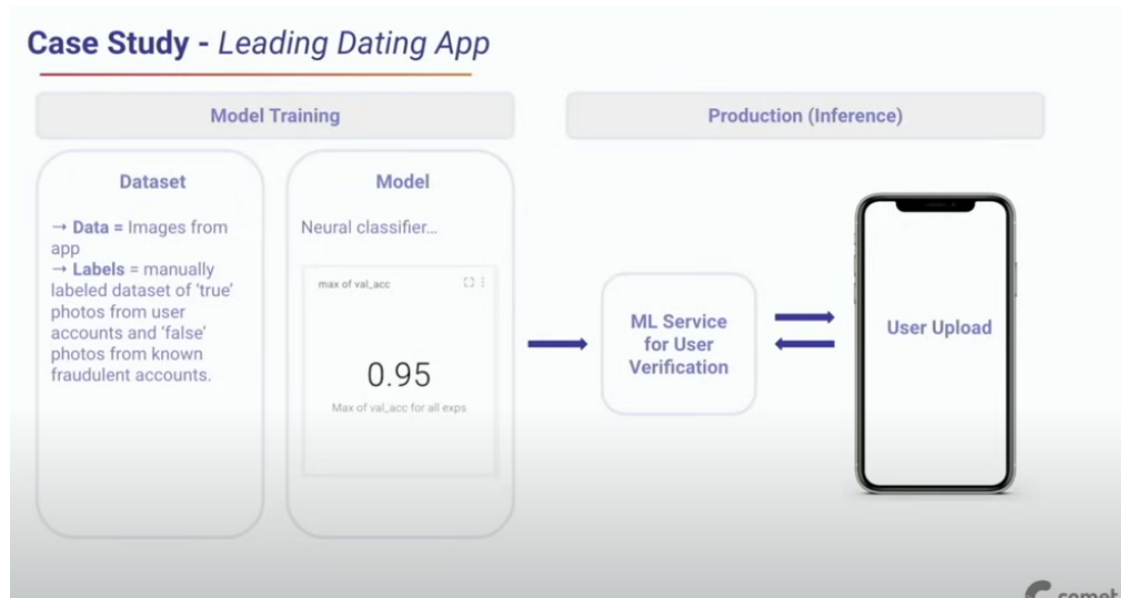 Case Study - Leading Dating App
Model Training
Production (Inference)
Dataset
→ Data = Images from
app
→ Labels = manually
labeled dataset of 'true'
photos from user
accounts and 'false'
photos from known
fraudulent accounts.
Model
Neural classifier...
max of val_acc
0.95
Max of val_acc for all exps
ML Service
for User
Verification
User Upload
comet